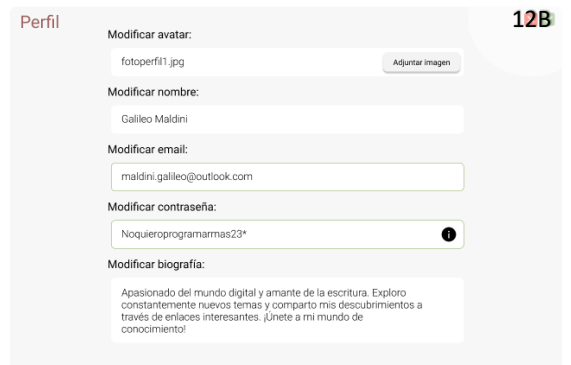 Perfil
12B
Modificar avatar:
fotoperfil1.jpg
Adjuntar imagen
Modificar nombre:
Galileo Maldini
Modificar email:
maldini.galileo@outlook.com
Modificar contraseña:
Noquieroprogramarmas23*
Modificar biografía:
Apasionado del mundo digital y amante de la escritura. Exploro
constantemente nuevos temas y comparto mis descubrimientos a
través de enlaces interesantes. ¡Únete a mi mundo de
conocimiento!